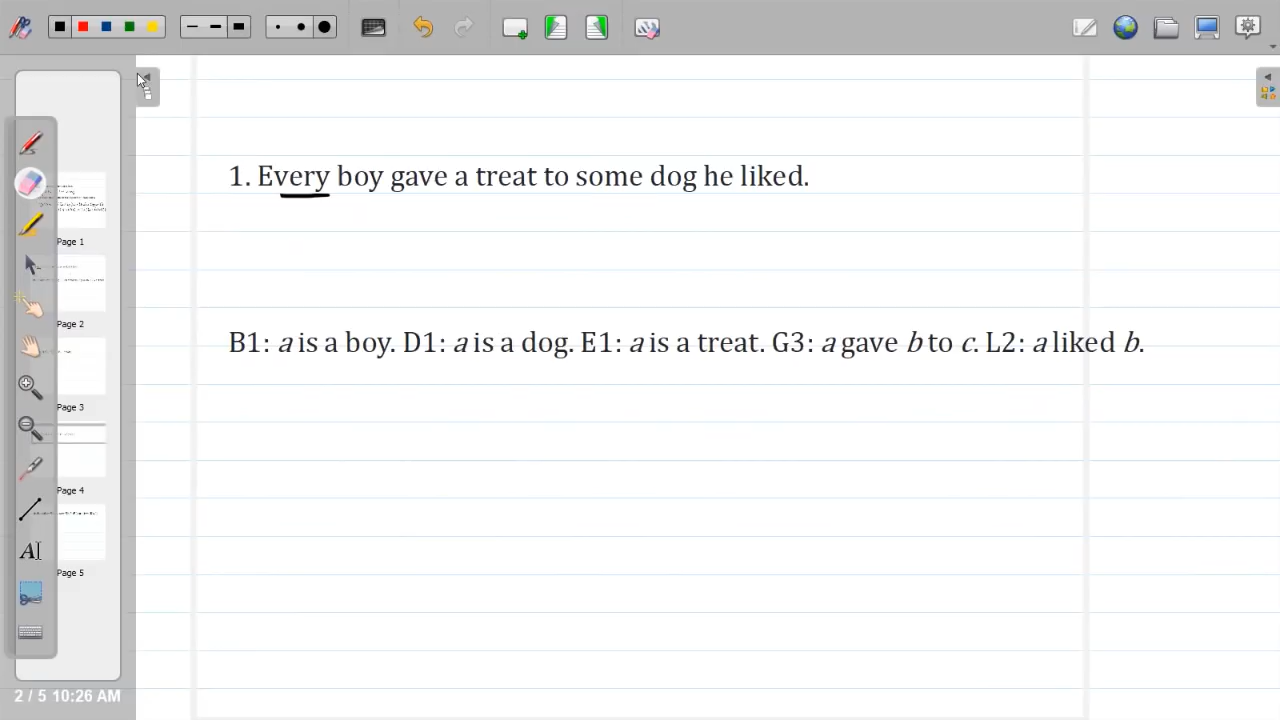 1. Every boy gave a treat to some dog he liked.
B1: a is a boy. D1: a is a dog. E1: a is a treat. G3: a gave b to c. L2: a liked b.
Page 1
Page 2
Page 3
Page 4
Page 5
2 / 5 10:26 AM